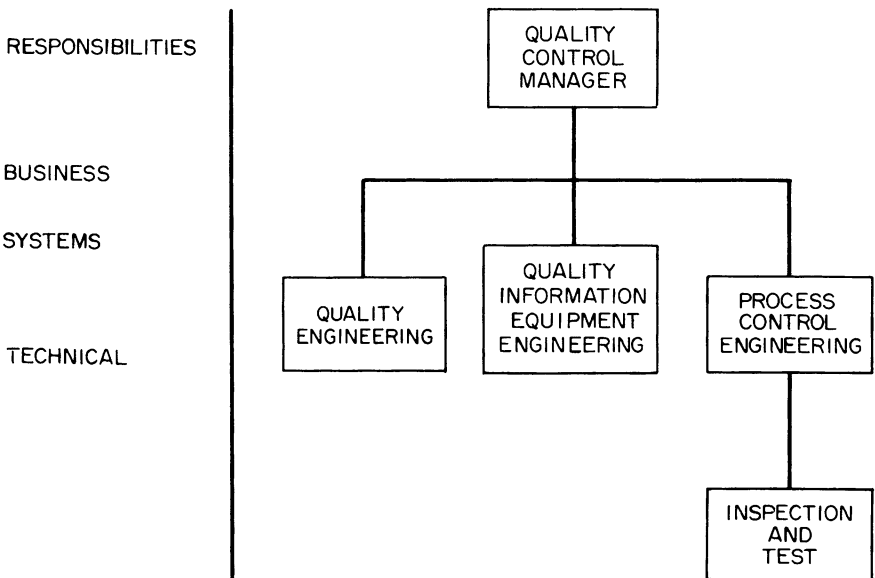 RESPONSIBILITIES
BUSINESS
SYSTEMS
TECHNICAL
QUALITY
CONTROL
MANAGER
QUALITY
ENGINEERING
QUALITY
INFORMATION
EQUIPMENT
ENGINEERING
PROCESS
CONTROL
ENGINEERING
INSPECTION
AND
TEST